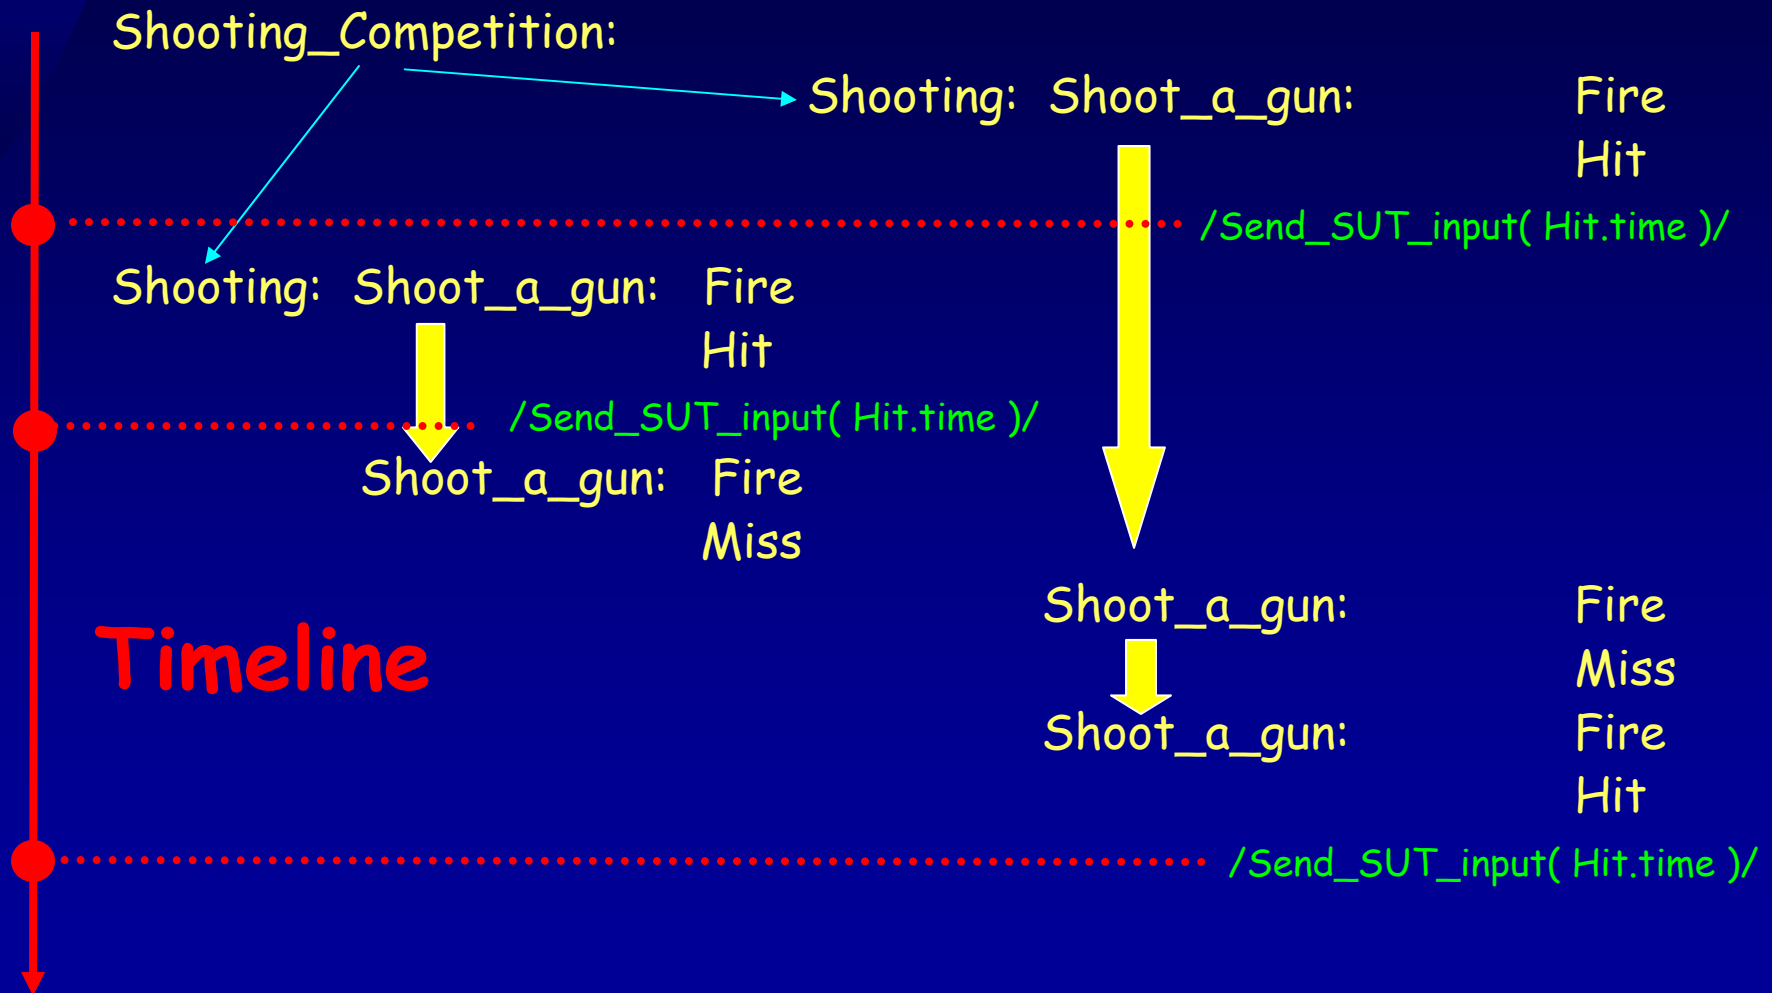 Shooting_Competition:
Shooting: Shoot_a_gun: Fire
Hit
/Send_SUT_input( Hit.time )/
Shooting: Shoot_a_gun: Fire
Hit
/Send_SUT_input( Hit.time )/
Shoot_a_gun: Fire
Miss
Shoot_a_gun: Fire
Timeline
Miss
Shoot_a_gun: Fire
Hit
/Send_SUT_input( Hit.time )/